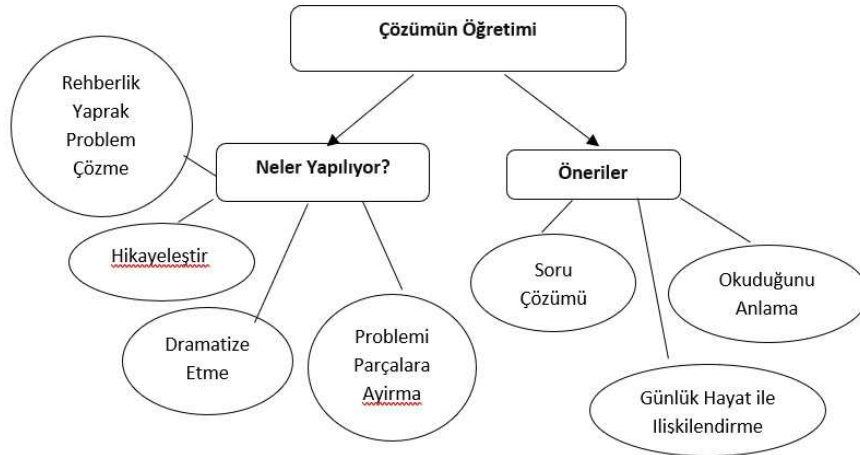 Çözümün Öğretimi
Rehberlik
Yaprak
Problem
Çözme
Neler Yapılıyor?
Öneriler
Hikayeleştir
Soru
Çözümü
Okuduğunu
Anlama
Dramatize
Etme
Problemi
Parçalara
Ayirma
Günlük Hayat ile
Ilişkilendirme